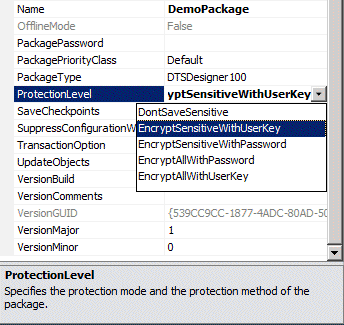 Name DemoPackage
OfflineMode False
PackagePassword
PackagePriorityClass Default
PackageType DTSDesigner100
ProtectionLevel yptSensitiveWithUserKey
SaveCheckpoints DontSaveSensitive
SuppressConfigurationW EncryptSensitiveWithUserKey
TransactionOption EncryptSensitiveWithPassword
UpdateObjects EncryptAllWithPassword
VersionBuild EncryptAllWithUserKey
VersionComments
VersionGUID {539CC9CC-1877-4ADC-80AD-50
VersionMajor 1
VersionMinor 0
ProtectionLevel
Specifies the protection mode and the protection method of the
package.